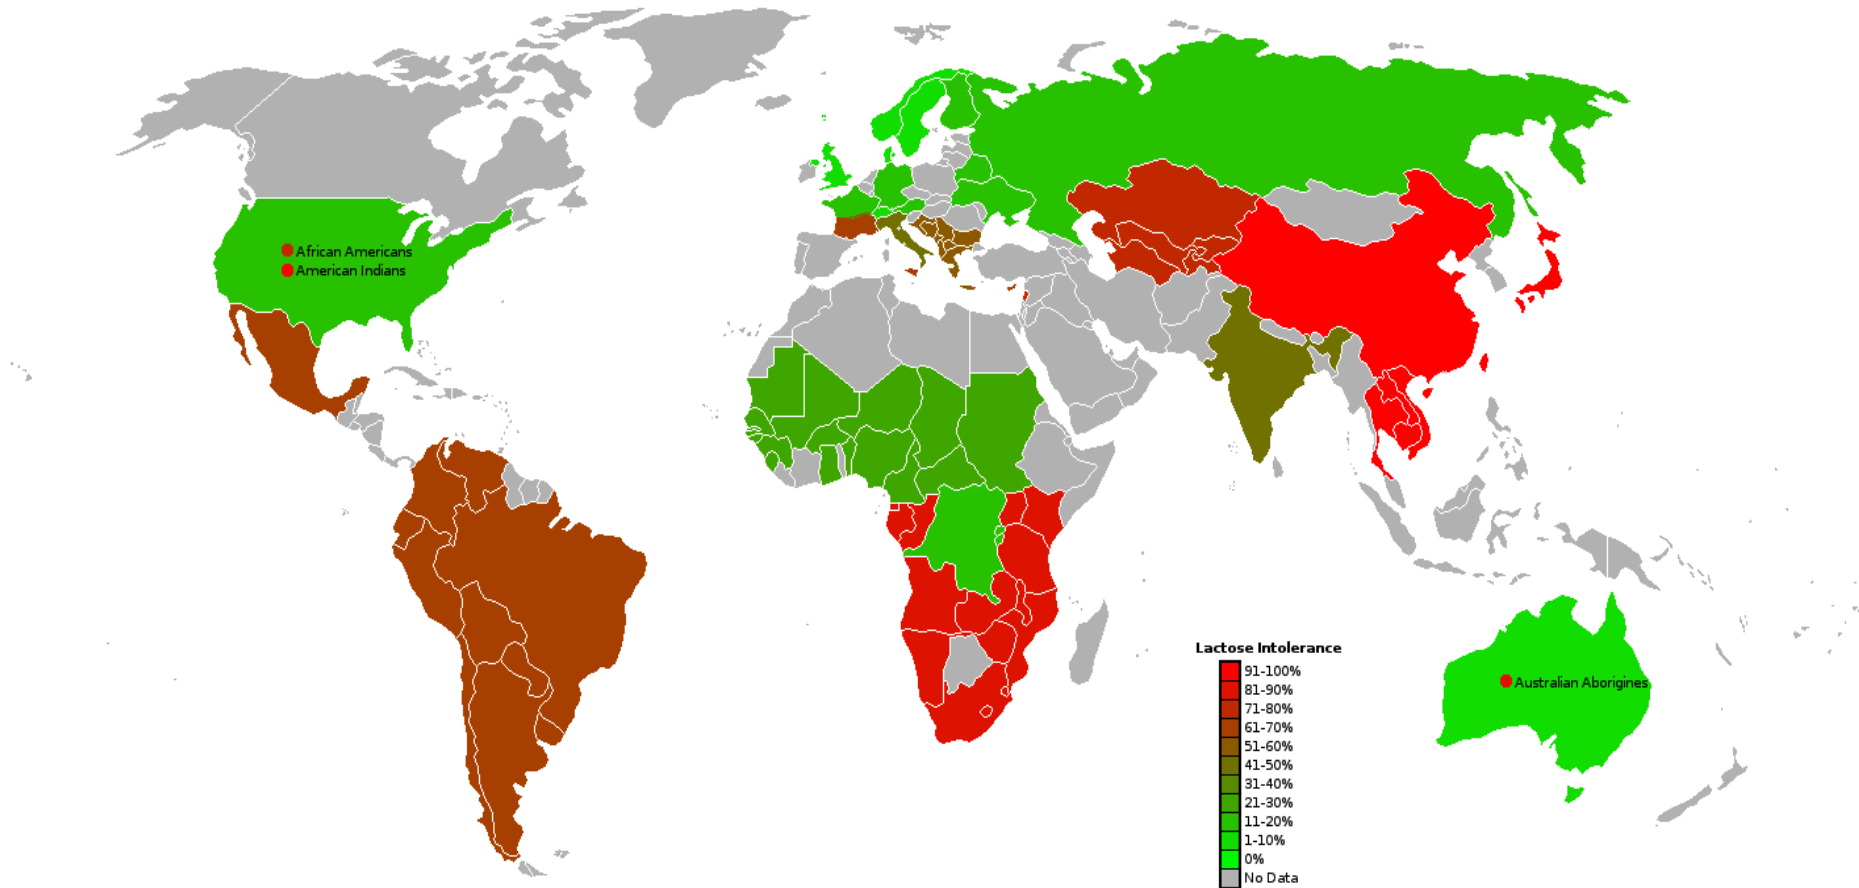 African Americans
American Indians
Lactose Intolerance
91-100%
81-90%
71-80%
61-70%
51-60%
41-50%
31-40%
21-30%
11-20%
1-10%
0%
No Data
Australian Aborigines